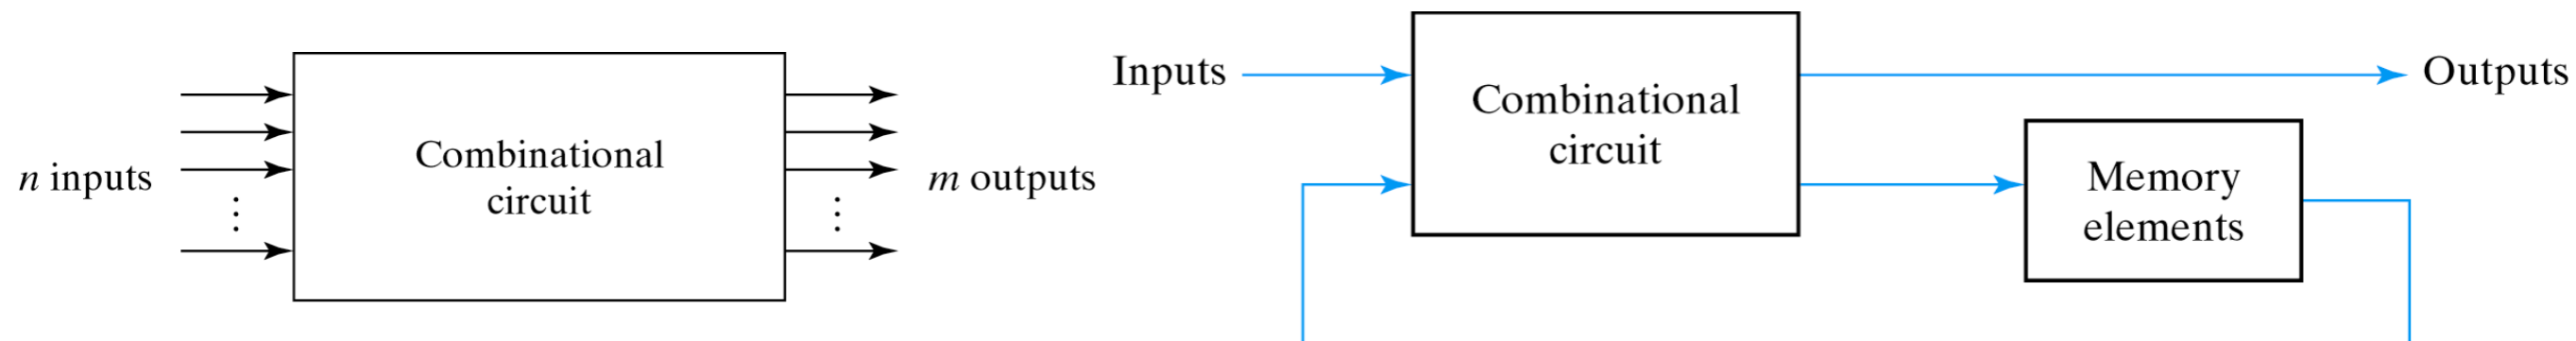 n inputs
Combinational
circuit
m outputs
Inputs
Combinational
circuit
Memory
elements
Outputs